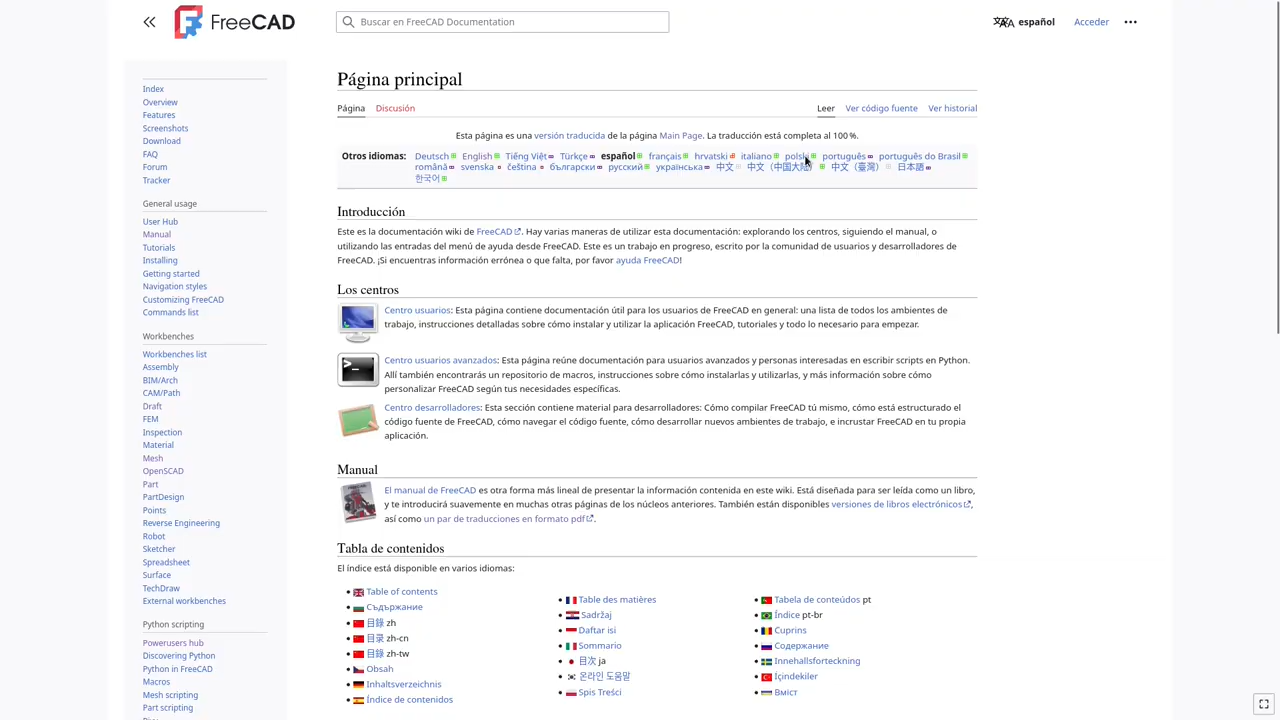 FreeCAD
Buscar en FreeCAD Documentation
español
Acceder
Index
Overview
Features
Screenshots
Download
FAQ
Forum
Tracker
General usage
User Hub
Manual
Tutorials
Installing
Getting started
Navigation styles
Customizing FreeCAD
Commands list
Workbenches
Workbenches list
Assembly
BIM/Arch
CAM/Path
Draft
FEM
Inspection
Material
Mesh
OpenSCAD
Part
PartDesign
Points
Reverse Engineering
Robot
Sketcher
Spreadsheet
Surface
TechDraw
External workbenches
Python scripting
Powerusers hub
Discovering Python
Python in FreeCAD
Macros
Mesh scripting
Part scripting
Página principal
Página Discusión Leer Ver código fuente Ver historial
Esta página es una versión traducida de la página Main Page. La traducción está completa al 100 %.
Otros idiomas: Deutsch English Tiếng Việt Türkçe español français hrvatski italiano polski português português do Brasil
română svenska čeština български русский українська 中文 中文（中国大陆） 中文（臺灣） 日本語
한국어
Introducción
Este es la documentación wiki de FreeCAD. Hay varias maneras de utilizar esta documentación: explorando los centros, siguiendo el manual, o
utilizando las entradas del menú de ayuda desde FreeCAD. Este es un trabajo en progreso, escrito por la comunidad de usuarios y desarrolladores de
FreeCAD. ¡Si encuentras información errónea o que falta, por favor ayuda FreeCAD!
Los centros
Centro usuarios: Esta página contiene documentación útil para los usuarios de FreeCAD en general: una lista de todos los ambientes de
trabajo, instrucciones detalladas sobre cómo instalar y utilizar la aplicación FreeCAD, tutoriales y todo lo necesario para empezar.
Centro usuarios avanzados: Esta página reúne documentación para usuarios avanzados y personas interesadas en escribir scripts en Python.
Allí también encontrarás un repositorio de macros, instrucciones sobre cómo instalarlas y utilizarlas, y más información sobre cómo
personalizar FreeCAD según tus necesidades específicas.
Centro desarrolladores: Esta sección contiene material para desarrolladores: Cómo compilar FreeCAD tú mismo, cómo está estructurado el
código fuente de FreeCAD, cómo navegar el código fuente, cómo desarrollar nuevos ambientes de trabajo, e incrustar FreeCAD en tu propia
aplicación.
Manual
El manual de FreeCAD es otra forma más lineal de presentar la información contenida en este wiki. Está diseñada para ser leída como un libro,
y te introducirá suavemente en muchas otras páginas de los núcleos anteriores. También están disponibles versiones de libros electrónicos,
así como un par de traducciones en formato pdf.
Tabla de contenidos
El índice está disponible en varios idiomas:
Table of contents
Съдържание
目錄 zh
目录 zh-cn
目錄 zh-tw
Obsah
Inhaltsverzeichnis
Índice de contenidos
Table des matières
Sadržaj
Daftar isi
Sommario
目次 ja
온라인 도움말
Spis Treści
Tabela de conteúdos pt
Índice pt-br
Cuprins
Содержание
Innehallsforteckning
İçindekiler
Вміст